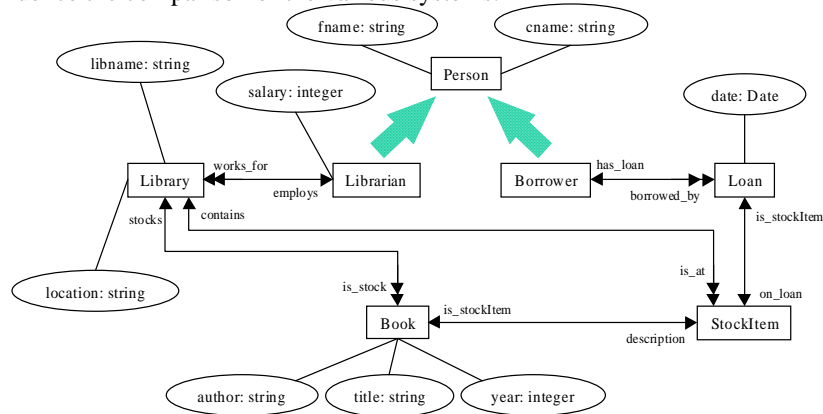 fname: string
cname: string
libname: string
Person
salary: integer
date: Date
works_for
has_loan
Library
Librarian
Borrower
Loan
employs
borrowed_by
stocks
contains
is_stockItem
location: string
is_at
is_stock
on_loan
is_stockItem
Book
StockItem
description
author: string
title: string
year: integer